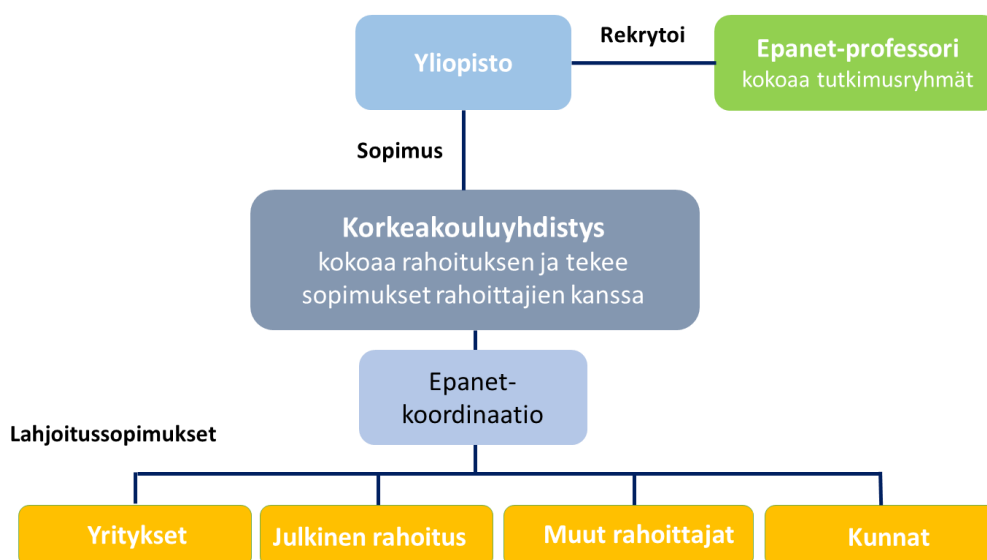 Yliopisto
Rekrytoi
Epanet-professori
kokoaa tutkimusryhmät
Sopimus
Korkeakouluyhdistys
kokoaa rahoituksen ja tekee
sopimukset rahoittajien kanssa
Epanet-
koordinaatio
Lahjoitussopimukset
Yritykset
Julkinen rahoitus
Muut rahoittajat
Kunnat